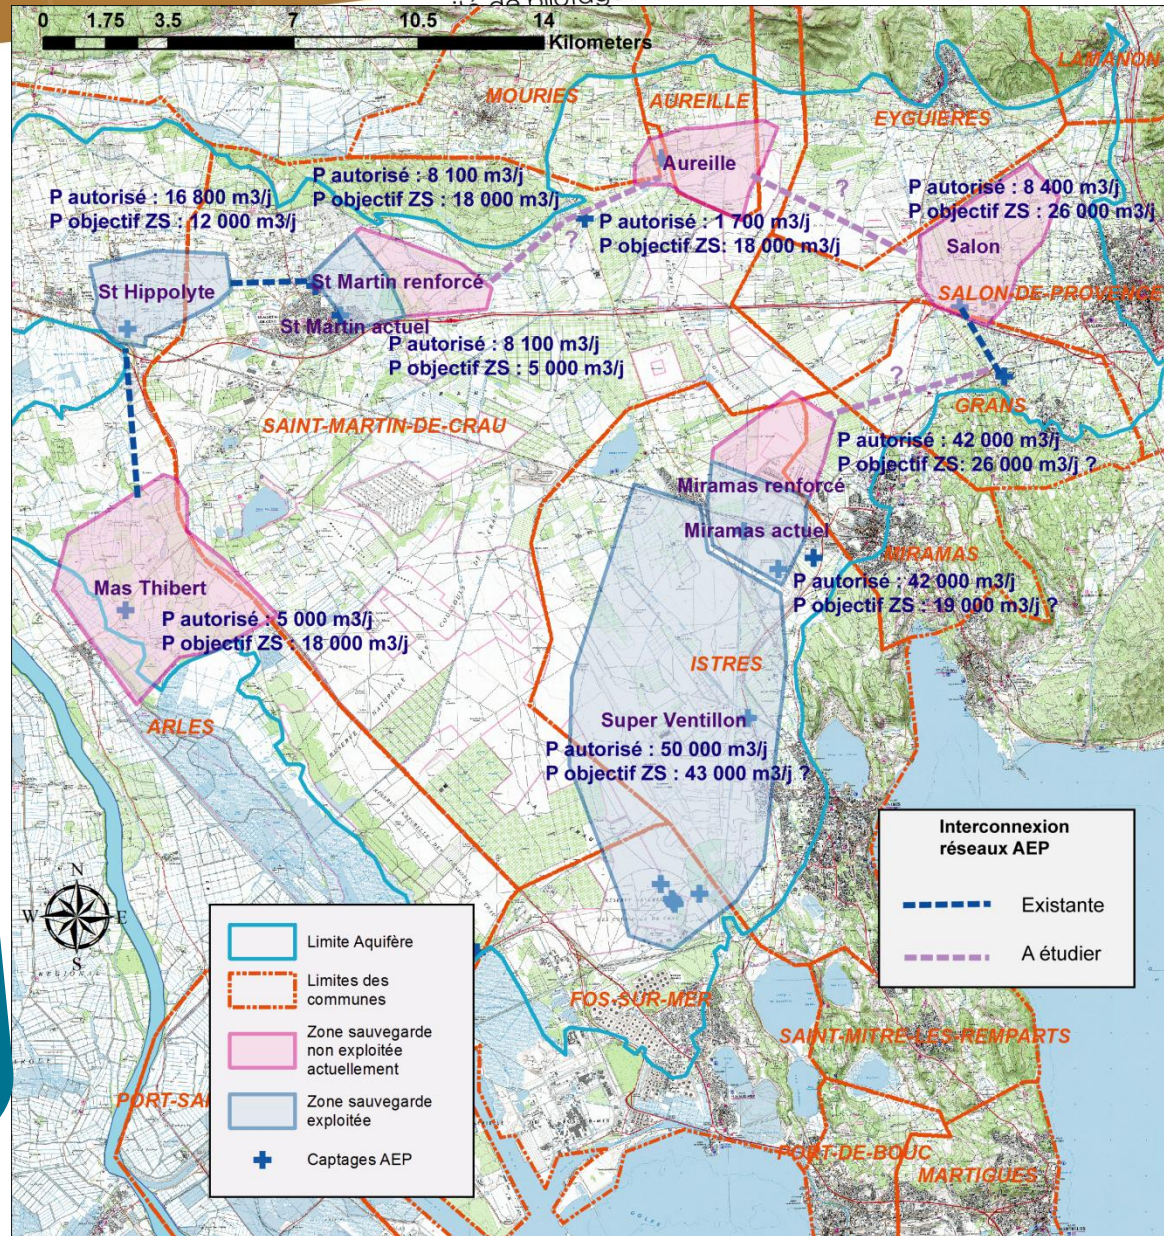 0 1.75 3.5 7 10.5 14
Kilometers
MOURIES
AUREILLE
EYGUIERES
LAMANON
Aureille
P autorisé : 16 800 m3/j
P objectif ZS : 12 000 m3/j
P autorisé : 8 100 m3/j
P objectif ZS : 18 000 m3/j
?
P autorisé : 8 400 m3/j
P objectif ZS : 26 000 m3/j
P autorisé : 1 700 m3/j
P objectif ZS: 18 000 m3/j
?
Salon
St Hippolyte
St Martin renforcé
SALON-DE-PROVENCE
St Martin actuel
P autorisé : 8 100 m3/j
P objectif ZS : 5 000 m3/j
?
GRANS
SAINT-MARTIN-DE-CRAU
P autorisé : 42 000 m3/j
P objectif ZS: 26 000 m3/j ?
Miramas renforcé
Miramas actuel
MIRAMAS
P autorisé : 42 000 m3/j
P objectif ZS : 19 000 m3/j ?
Mas Thibert
P autorisé : 5 000 m3/j
P objectif ZS : 18 000 m3/j
ISTRES
ARLES
Super Ventillon
P autorisé : 50 000 m3/j
P objectif ZS : 43 000 m3/j ?
Interconnexion
réseaux AEP
Existante
A étudier
N
W E
S
Limite Aquifère
Limites des
communes
Zone sauvegarde
non exploitée
actuellement
Zone sauvegarde
exploitée
Captages AEP
FOS-SUR-MER
SAINT-MITRE-LES-REMPARTS
PORT-DE-BOUC
MARTIGUES
GOLFE